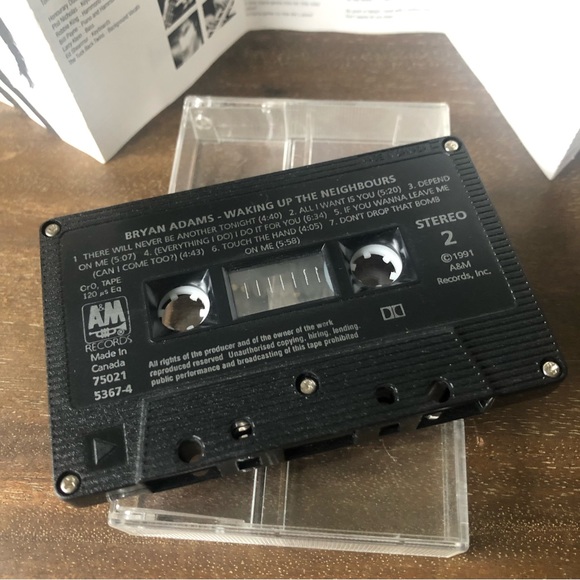 BRYAN ADAMS - WAKING UP THE NEIGHBOURS
1 THERE WILL NEVER BE ANOTHER TONIGHT (4:40) 2. ALL I WANT IS YOU (5:20) 3. DEPEND
ON ME (5:07) 4. (EVERYTHING I DO) I DO IT FOR YOU (6:34) 5. IF YOU WANNA LEAVE ME
(CAN I COME TOO?) (4:43) 6. TOUCH THE HAND (4:05) 7. DON'T DROP THAT BOMB
ON ME (5:58)
STEREO
2
CrO, TAPE
120 µs Eq
©1991
A&M
Records, Inc.
A&M
RECORDS
Made In
Canada
75021
5367-4
All rights of the producer and of the owner of the work
reproduced reserved Unauthorised copying, hiring, lending,
public performance and broadcasting of this tape prohibited